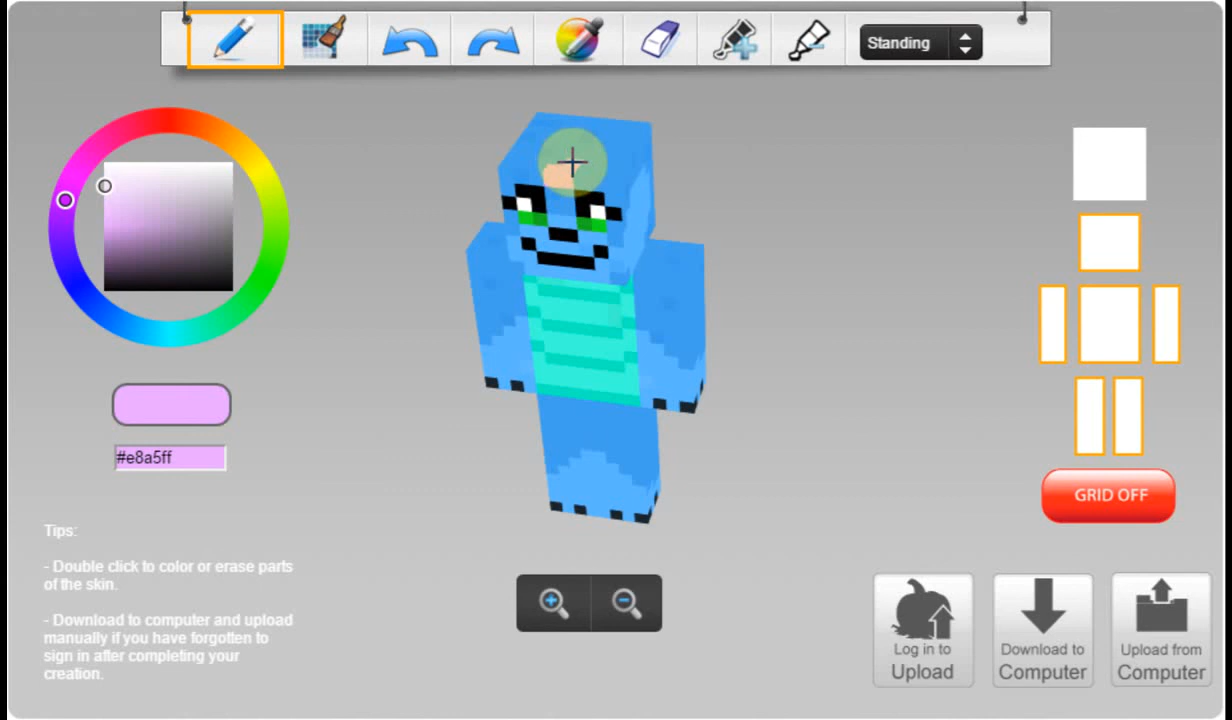 Standing
#e8a5ff
GRID OFF
Tips:
- Double click to color or erase parts
of the skin.
- Download to computer and upload
manually if you have forgotten to
sign in after completing your
creation.
Log in to
Upload
Download to
Computer
Upload from
Computer